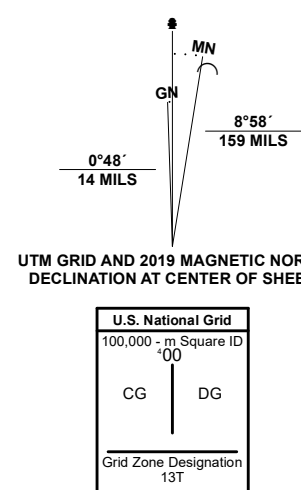 MN
GN
8°58´
159 MILS
0°48´
14 MILS
UTM GRID AND 2019 MAGNETIC NOR
DECLINATION AT CENTER OF SHEE
U.S. National Grid
100,000 - m Square ID
⁴00
CG DG
Grid Zone Designation
13T